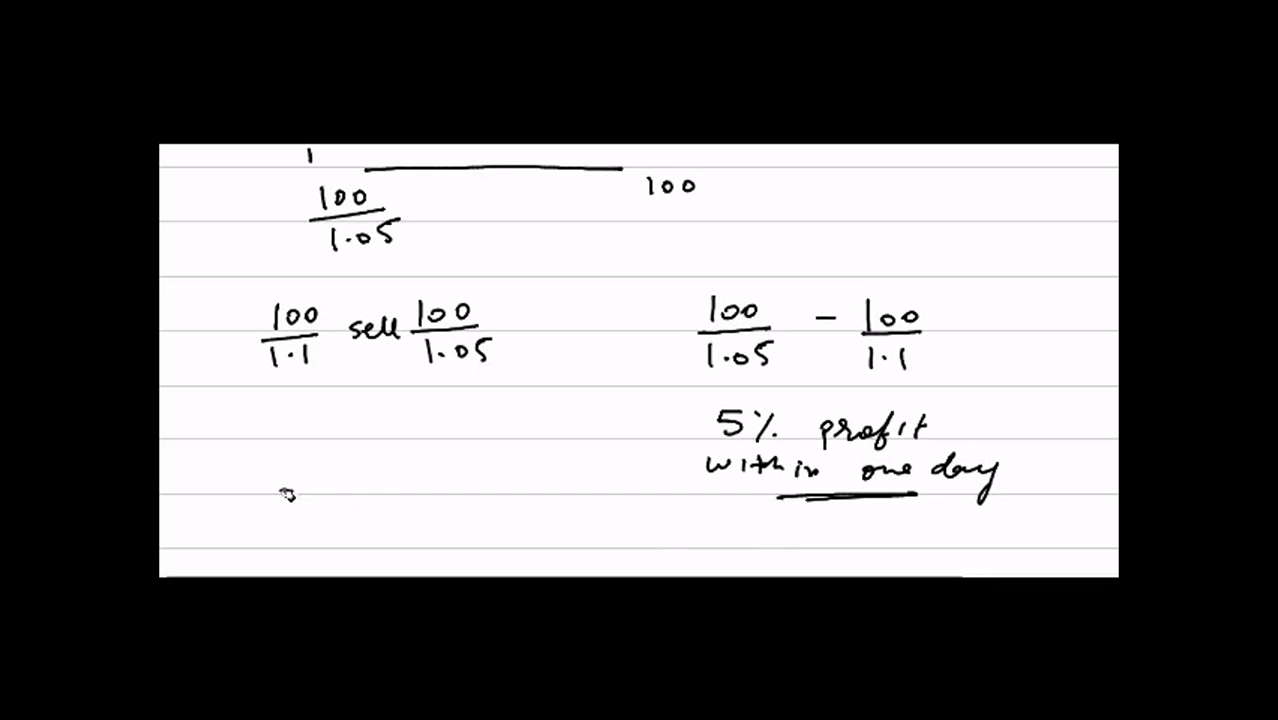 1
100/1.05
100
100/1.1 sell 100/1.05
100/1.05 - 100/1.1
5% profit
within one day